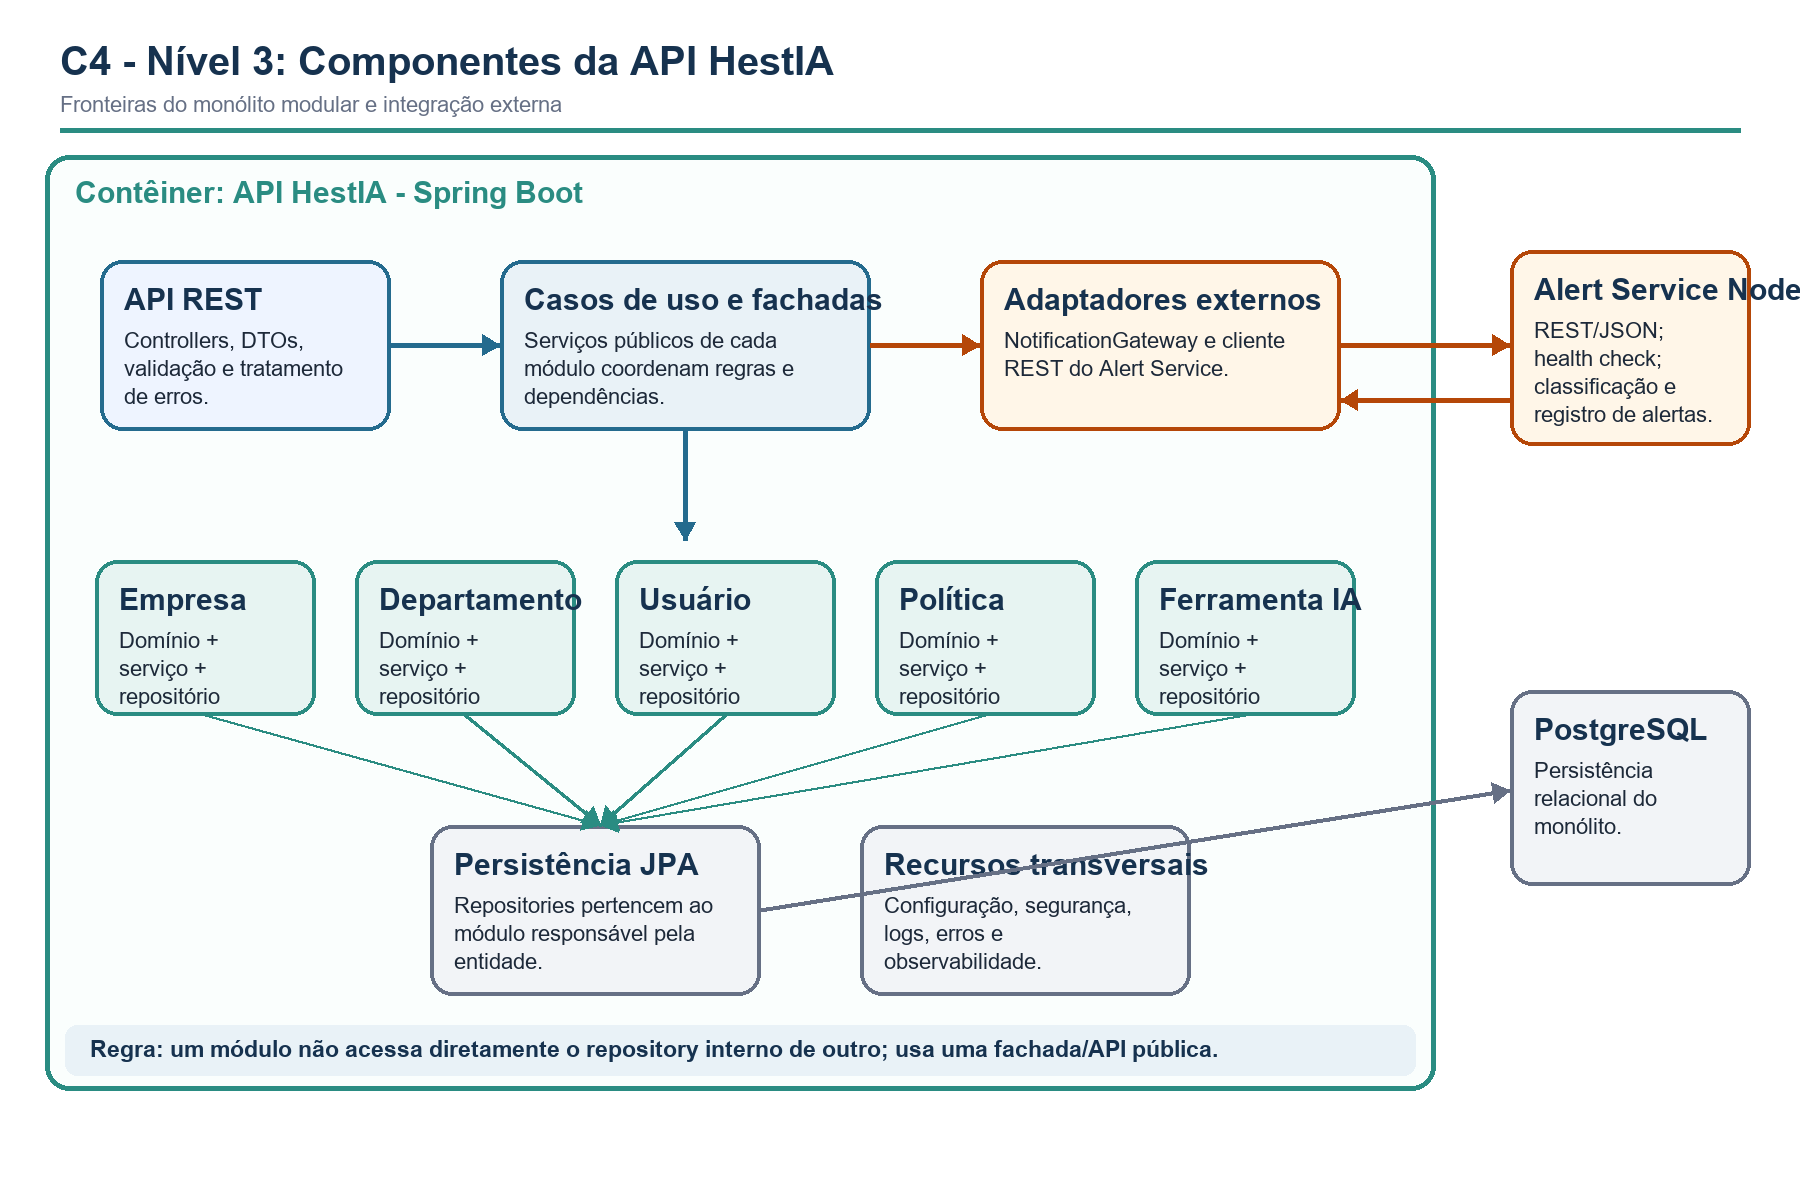 C4 - Nível 3: Componentes da API HestIA
Fronteiras do monólito modular e integração externa
Contêiner: API HestIA - Spring Boot
API REST
Controllers, DTOs,
validação e tratamento
de erros.
Casos de uso e fachadas
Serviços públicos de cada
módulo coordenam regras e
dependências.
Adaptadores externos
NotificationGateway e cliente
REST do Alert Service.
Alert Service Node
REST/JSON;
health check;
classificação e
registro de alertas.
Empresa
Domínio +
serviço +
repositório
Departamento
Domínio +
serviço +
repositório
Usuário
Domínio +
serviço +
repositório
Política
Domínio +
serviço +
repositório
Ferramenta IA
Domínio +
serviço +
repositório
PostgreSQL
Persistência
relacional do
monólito.
Persistência JPA
Repositories pertencem ao
módulo responsável pela
entidade.
Recursos transversais
Configuração, segurança,
logs, erros e
observabilidade.
Regra: um módulo não acessa diretamente o repository interno de outro; usa uma fachada/API pública.